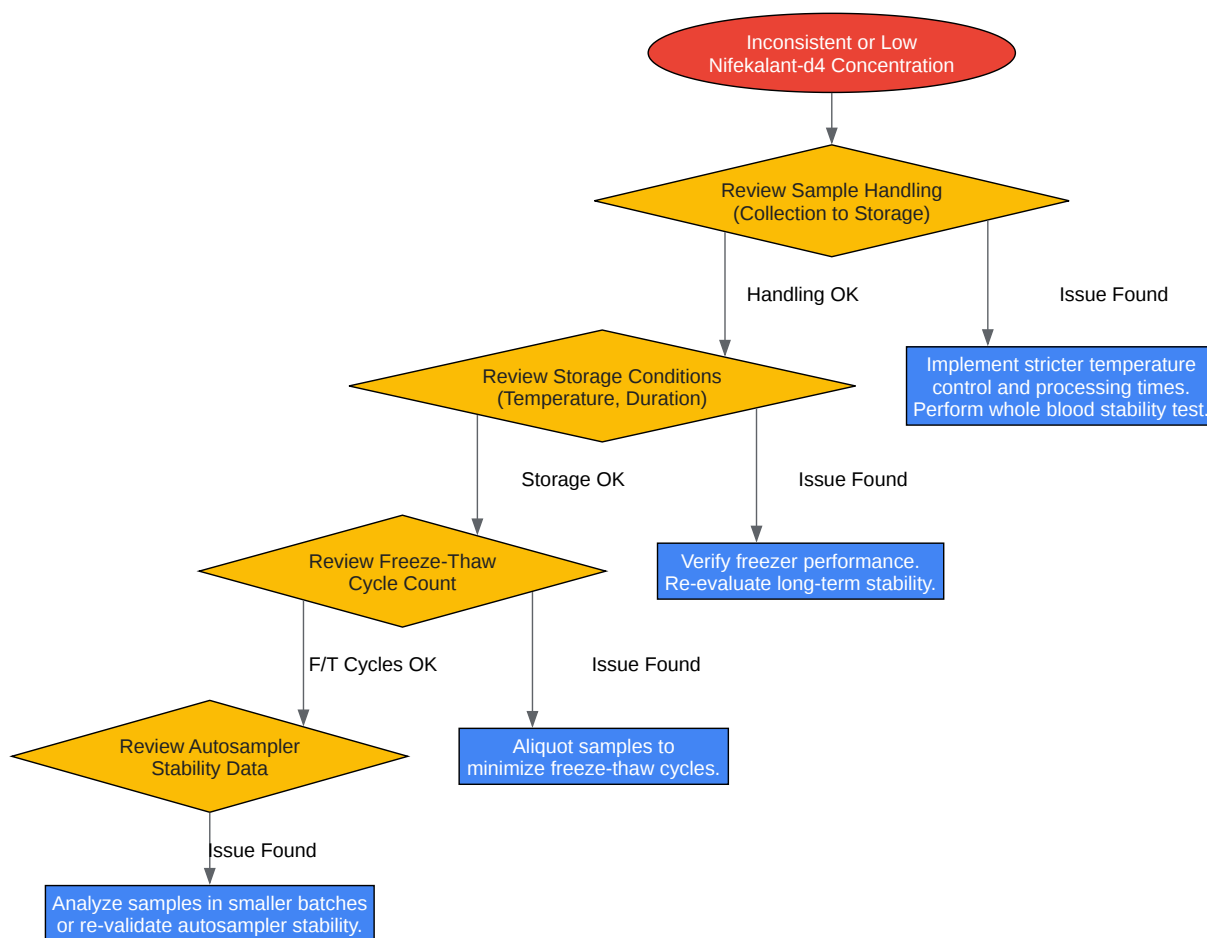 Inconsistent or Low
Nifekalant-d4 Concentration
Review Sample Handling
(Collection to Storage)
Handling OK
Issue Found
Implement stricter temperature
control and processing times.
Perform whole blood stability test.
Review Storage Conditions
(Temperature, Duration)
Storage OK
Issue Found
Verify freezer performance.
Re-evaluate long-term stability.
Review Freeze-Thaw
Cycle Count
F/T Cycles OK
Issue Found
Aliquot samples to
minimize freeze-thaw cycles.
Review Autosampler
Stability Data
Issue Found
Analyze samples in smaller batches
or re-validate autosampler stability.